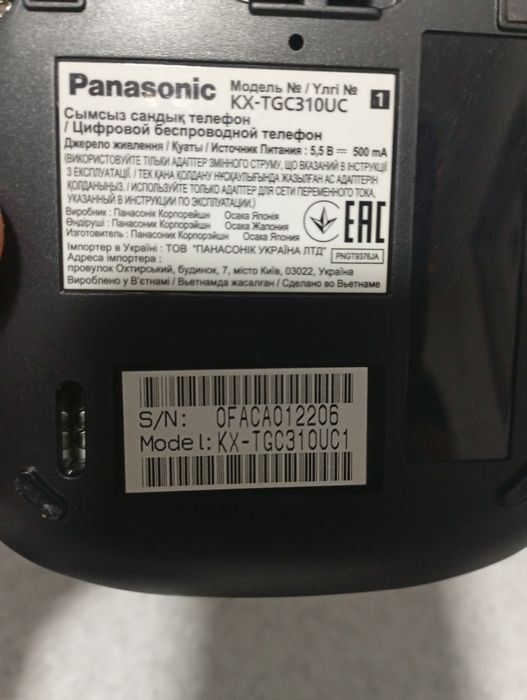 Panasonic
Модель № / Үлгі №
KX-TGC310UC
1
Сымсыз сандық телефон
/ Цифровой беспроводной телефон
Джерело живлення / Қуаты / Источник Питания : 5,5 В ⎓ 500 мА
(ВИКОРИСТОВУЙТЕ ТІЛЬКИ АДАПТЕР ЗМІННОГО СТРУМУ, ЩО ВКАЗАНИЙ В ІНСТРУКЦІЇ
З ЕКСПЛУАТАЦІЇ. / ТЕК ҚАНА ҚОЛДАНУ НҰСҚАУЛЫҒЫНДА ЖАЗЫЛҒАН АС АДАПТЕРІН
ҚОЛДАНЫҢЫЗ. / ИСПОЛЬЗУЙТЕ ТОЛЬКО АДАПТЕР ДЛЯ СЕТИ ПЕРЕМЕННОГО ТОКА,
УКАЗАННЫЙ В ИНСТРУКЦИИ ПО ЭКСПЛУАТАЦИИ.)
Виробник : Панасонік Корпорейшн Осака Японія
Өндіруші : Панасоник Корпорэйшн Осака Жапония
Изготовитель : Панасоник Корпорэйшн Осака Япония
EAC
Імпортер в Україні : ТОВ "ПАНАСОНІК УКРАЇНА ЛТД"
PNGT9376JA
Адреса імпортера :
провулок Охтирський, будинок, 7, місто Київ, 03022, Україна
Вироблено у В'єтнамі / Вьетнамда жасалған / Сделано во Вьетнаме
S/N: 0FACA012206
Model: KX-TGC310UC1